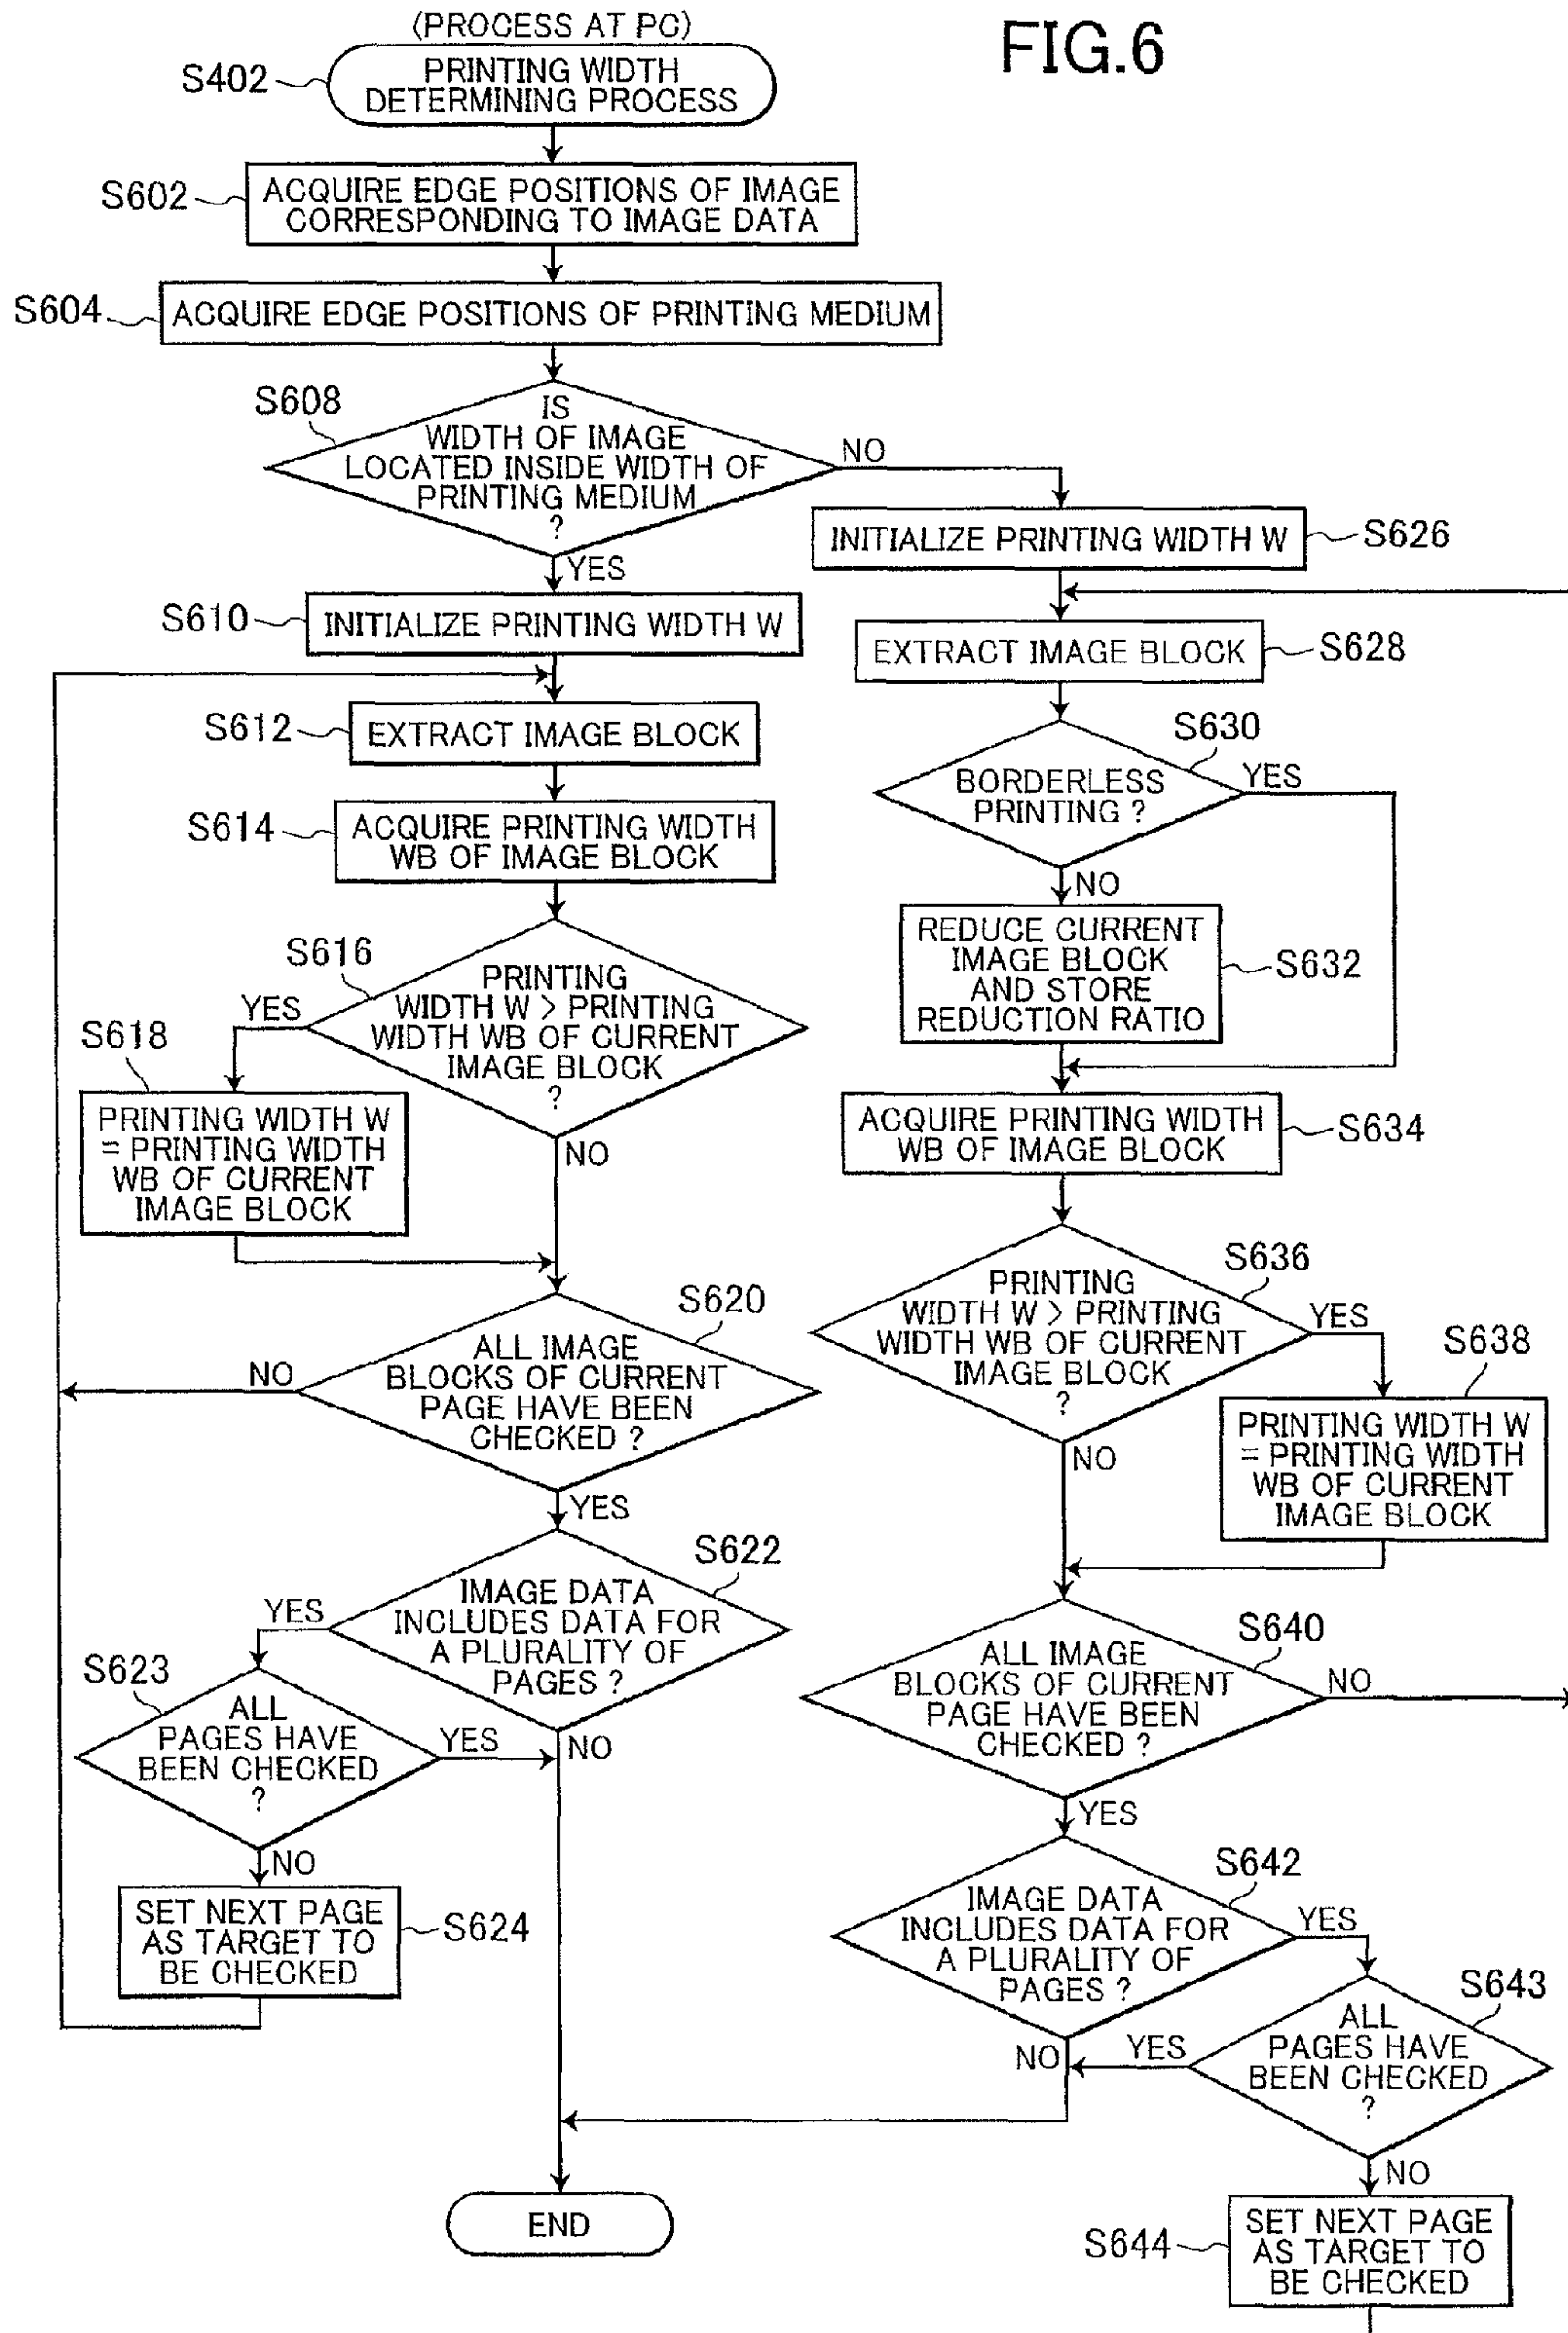 FIG.6
(PROCESS AT PC)
S402
PRINTING WIDTH
DETERMINING PROCESS
S602
ACQUIRE EDGE POSITIONS OF IMAGE
CORRESPONDING TO IMAGE DATA
S604
ACQUIRE EDGE POSITIONS OF PRINTING MEDIUM
S608
IS
WIDTH OF IMAGE
LOCATED INSIDE WIDTH OF
PRINTING MEDIUM
?
NO
YES
S610
INITIALIZE PRINTING WIDTH W
S612
EXTRACT IMAGE BLOCK
S614
ACQUIRE PRINTING WIDTH
WB OF IMAGE BLOCK
S616
PRINTING
WIDTH W > PRINTING
WIDTH WB OF CURRENT
IMAGE BLOCK
?
YES
NO
S618
PRINTING WIDTH W
= PRINTING WIDTH
WB OF CURRENT
IMAGE BLOCK
S620
ALL IMAGE
BLOCKS OF CURRENT
PAGE HAVE BEEN
CHECKED ?
NO
YES
S622
IMAGE DATA
INCLUDES DATA FOR
A PLURALITY OF
PAGES ?
YES
NO
S623
ALL
PAGES HAVE
BEEN CHECKED
?
YES
NO
S624
SET NEXT PAGE
AS TARGET TO
BE CHECKED
END
INITIALIZE PRINTING WIDTH W
S626
EXTRACT IMAGE BLOCK
S628
S630
BORDERLESS
PRINTING ?
YES
NO
REDUCE CURRENT
IMAGE BLOCK
AND STORE
REDUCTION RATIO
S632
ACQUIRE PRINTING WIDTH
WB OF IMAGE BLOCK
S634
S636
PRINTING
WIDTH W > PRINTING
WIDTH WB OF CURRENT
IMAGE BLOCK
?
YES
NO
S638
PRINTING WIDTH W
= PRINTING WIDTH
WB OF CURRENT
IMAGE BLOCK
S640
ALL IMAGE
BLOCKS OF CURRENT
PAGE HAVE BEEN
CHECKED ?
NO
YES
S642
IMAGE DATA
INCLUDES DATA FOR
A PLURALITY OF
PAGES ?
YES
NO
S643
ALL
PAGES HAVE
BEEN CHECKED
?
YES
NO
S644
SET NEXT PAGE
AS TARGET TO
BE CHECKED